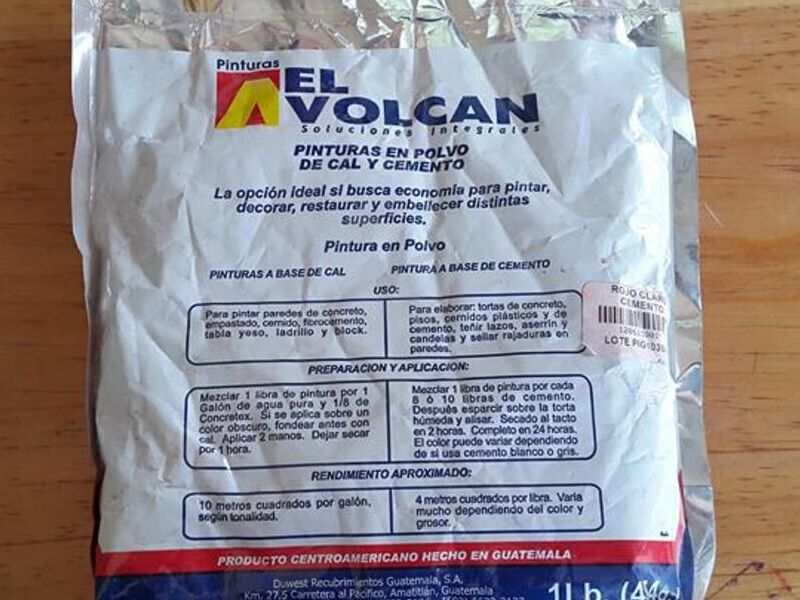 Pinturas
EL
VOLCAN
Soluciones Integrales
PINTURAS EN POLVO
DE CAL Y CEMENTO
La opción ideal si busca economía para pintar,
decorar, restaurar y embellecer distintas
superficies.
Pintura en Polvo
PINTURAS A BASE DE CAL
PINTURA A BASE DE CEMENTO
USO:
Para pintar paredes de concreto,
empastado, cernido, fibrocemento,
tabla yeso, ladrillo y block.
Para elaborar: tortas de concreto,
pisos, cernidos plásticos y de
cemento, teñir lazos, aserrin y
candelas y sellar rajaduras en
paredes.
ROJO CLARO
CEMENTO
LOTE
PREPARACION Y APLICACION:
Mezclar 1 libra de pintura por 1
Galón de agua pura y 1/8 de
Concretex. Si se aplica sobre un
color obscuro, fondear antes con
cal. Aplicar 2 manos. Dejar secar
por 1 hora.
Mezclar 1 libra de pintura por cada
8 ó 10 libras de cemento.
Después esparcir sobre la torta
húmeda y alisar. Secado al tacto
en 2 horas. Completo en 24 horas.
El color puede variar dependiendo
de si usa cemento blanco o gris.
RENDIMIENTO APROXIMADO:
10 metros cuadrados por galón,
según tonalidad.
4 metros cuadrados por libra. Varia
mucho dependiendo del color y
grosor.
PRODUCTO CENTROAMERICANO HECHO EN GUATEMALA
Duwest Recubrimientos Guatemala, S.A.
Km. 27.5 Carretera al Pacífico, Amatitlán, Guatemala
1Lb.